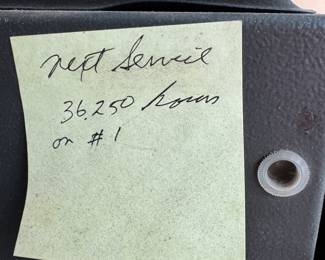 next Service
36,250 hours
on #1